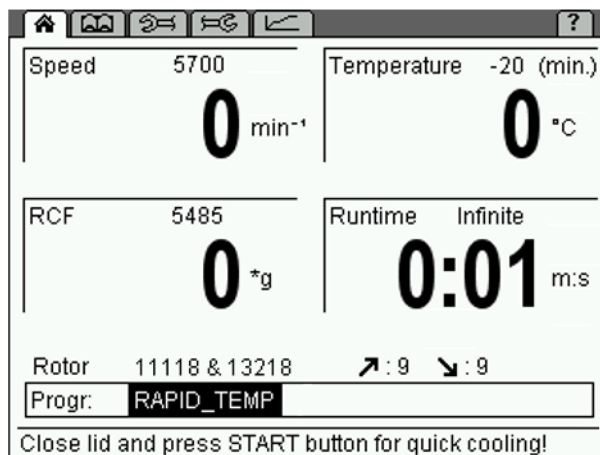 ?
Speed 5700
0 min⁻¹
Temperature -20 (min.)
0 °C
RCF 5485
0 *g
Runtime Infinite
0:01 m:s
Rotor 11118 & 13218 ↗ : 9 ↘ : 9
Progr: RAPID_TEMP
Close lid and press START button for quick cooling!